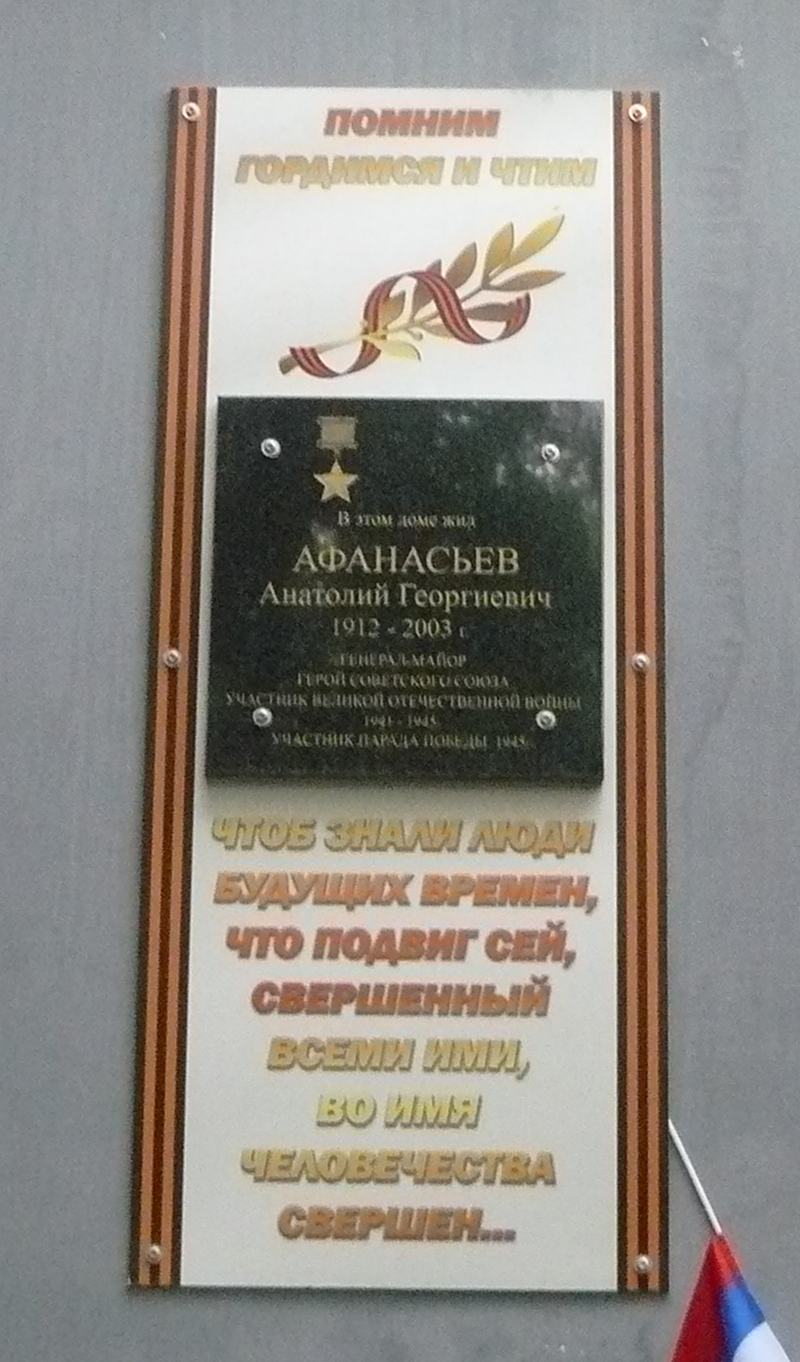 ПОМНИМ
ГОРДИМСЯ И ЧТИМ
В этом доме жил
АФАНАСЬЕВ
Анатолий Георгиевич
1912 - 2003 г.
ГЕНЕРАЛ-МАЙОР
ГЕРОЙ СОВЕТСКОГО СОЮЗА
УЧАСТНИК ВЕЛИКОЙ ОТЕЧЕСТВЕННОЙ ВОЙНЫ
1941 - 1945
УЧАСТНИК ПАРАДА ПОБЕДЫ 1945г.
ЧТОБ ЗНАЛИ ЛЮДИ
БУДУЩИХ ВРЕМЕН,
ЧТО ПОДВИГ СЕЙ,
СВЕРШЕННЫЙ
ВСЕМИ ИМИ,
ВО ИМЯ
ЧЕЛОВЕЧЕСТВА
СВЕРШЕН...